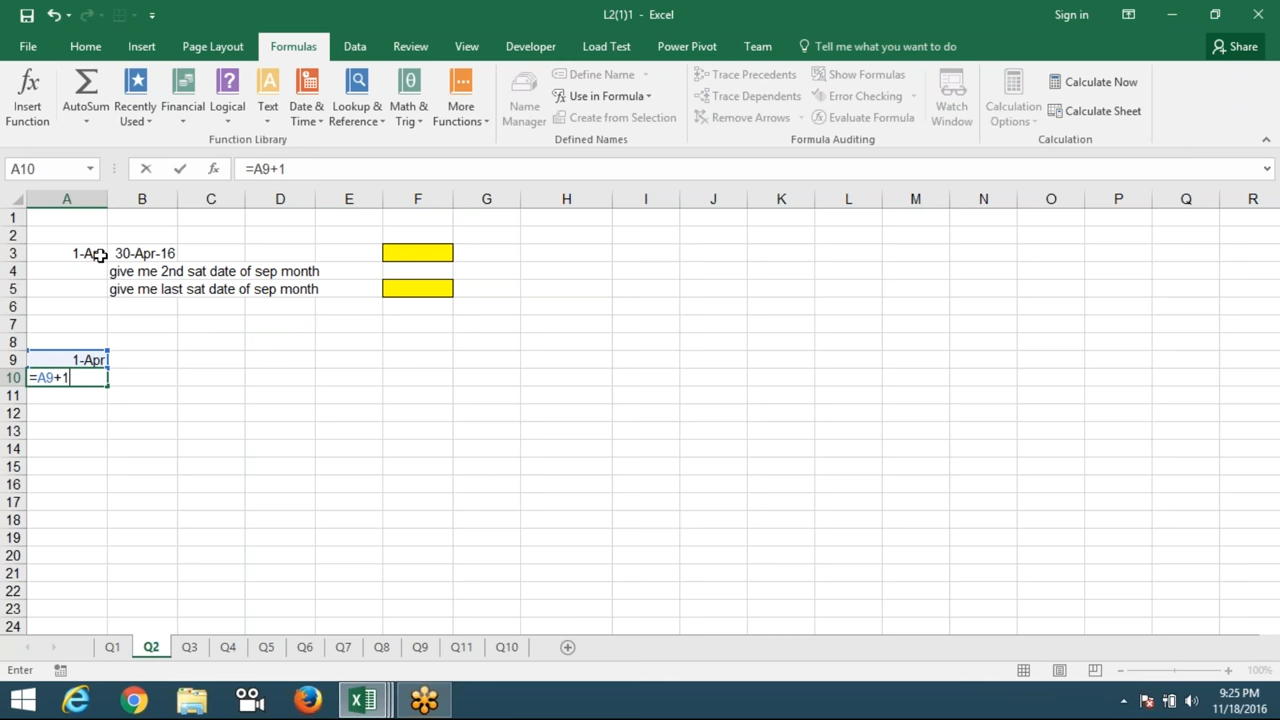 L2(1)1 - Excel
Sign in
File Home Insert Page Layout Formulas Data Review View Developer Load Test Power Pivot Team Tell me what you want to do Share
Insert Function
AutoSum
Recently Used
Financial
Logical
Text
Date & Time
Lookup & Reference
Math & Trig
More Functions
Function Library
Name Manager
Define Name
Use in Formula
Create from Selection
Defined Names
Trace Precedents
Trace Dependents
Remove Arrows
Show Formulas
Error Checking
Evaluate Formula
Formula Auditing
Watch Window
Calculation Options
Calculate Now
Calculate Sheet
Calculation
A10 fx =A9+1
A B C D E F G H I J K L M N O P Q R
1
2
3 1-Ap 30-Apr-16
4 give me 2nd sat date of sep month
5 give me last sat date of sep month
6
7
8
9 1-Apr
10 =A9+1
11
12
13
14
15
16
17
18
19
20
21
22
23
24
Q1 Q2 Q3 Q4 Q5 Q6 Q7 Q8 Q9 Q11 Q10
Enter 100%
9:25 PM
11/18/2016